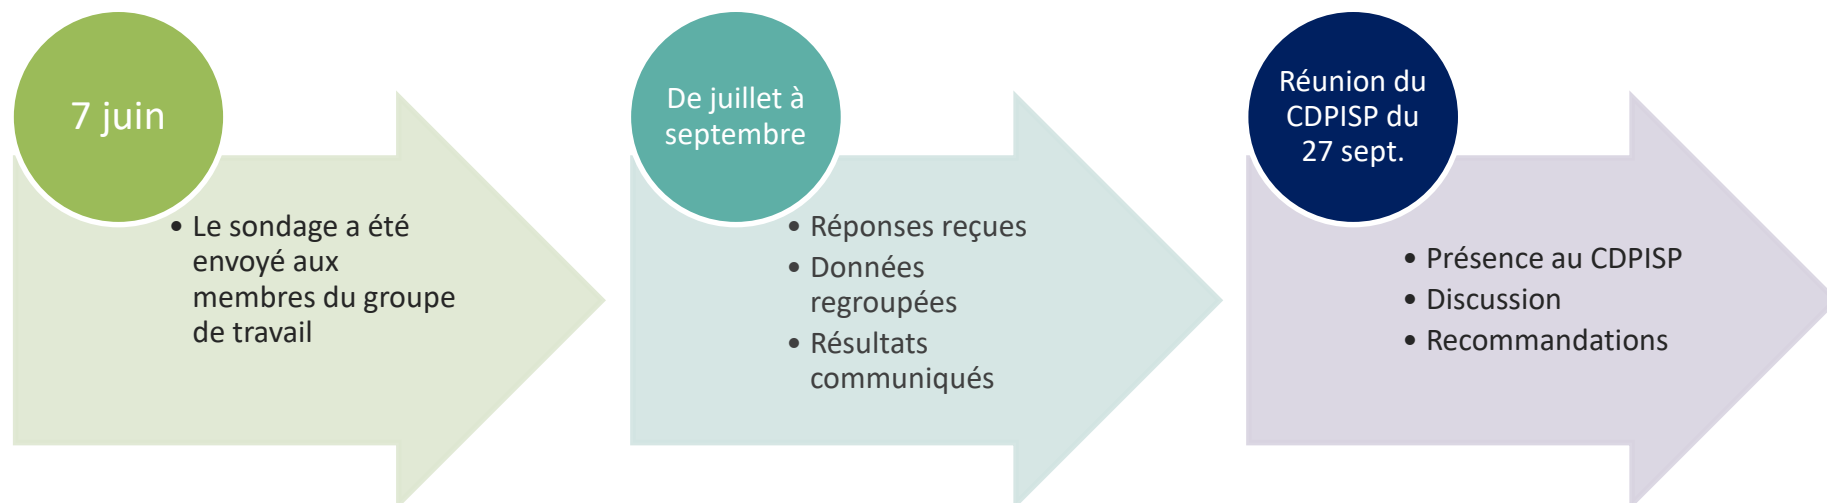 7 juin
• Le sondage a été
envoyé aux
membres du groupe
de travail
De juillet à
septembre
• Réponses reçues
• Données
regroupées
• Résultats
communiqués
Réunion du
CDPISP du
27 sept.
• Présence au CDPISP
• Discussion
• Recommandations